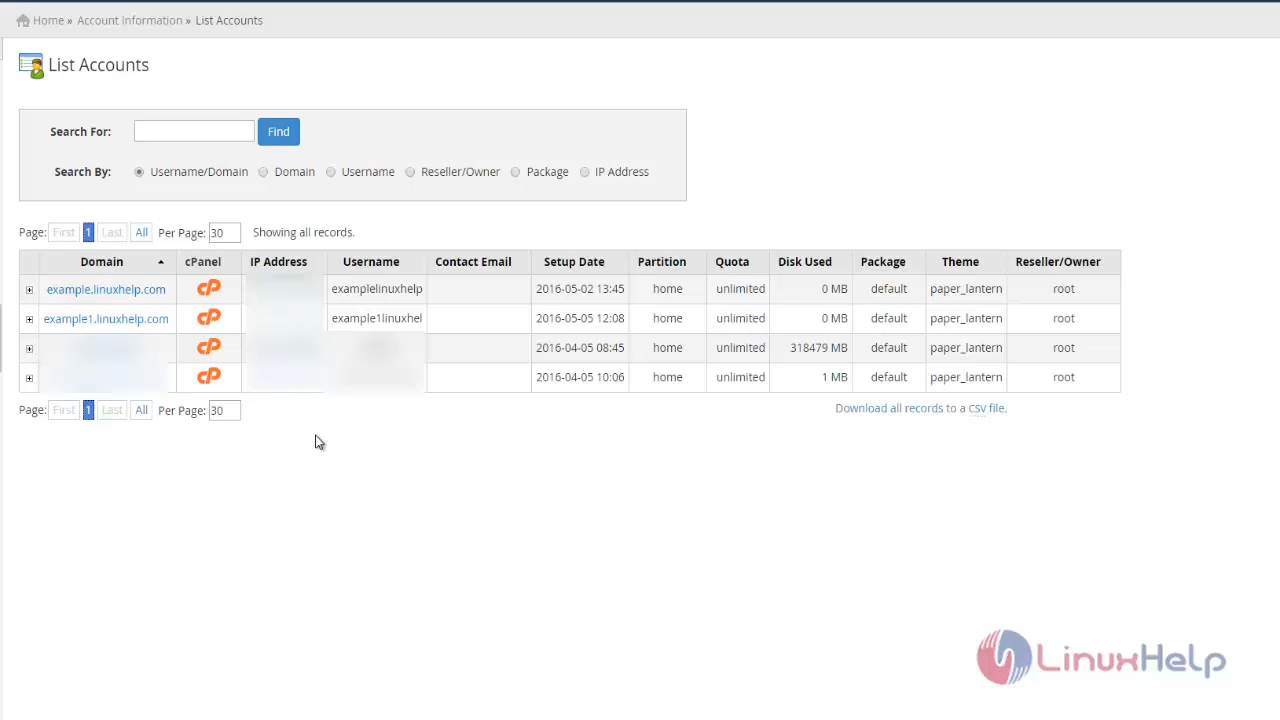 Home » Account Information » List Accounts
List Accounts
Search For: Find
Search By: Username/Domain Domain Username Reseller/Owner Package IP Address
Page: First 1 Last All Per Page: 30 Showing all records.
Domain cPanel IP Address Username Contact Email Setup Date Partition Quota Disk Used Package Theme Reseller/Owner
example.linuxhelp.com cP examplelinuxhelp 2016-05-02 13:45 home unlimited 0 MB default paper_lantern root
example1.linuxhelp.com cP example1linuxhel 2016-05-05 12:08 home unlimited 0 MB default paper_lantern root
cP 2016-04-05 08:45 home unlimited 318479 MB default paper_lantern root
cP 2016-04-05 10:06 home unlimited 1 MB default paper_lantern root
Page: First 1 Last All Per Page: 30 Download all records to a CSV file.
LinuxHelp